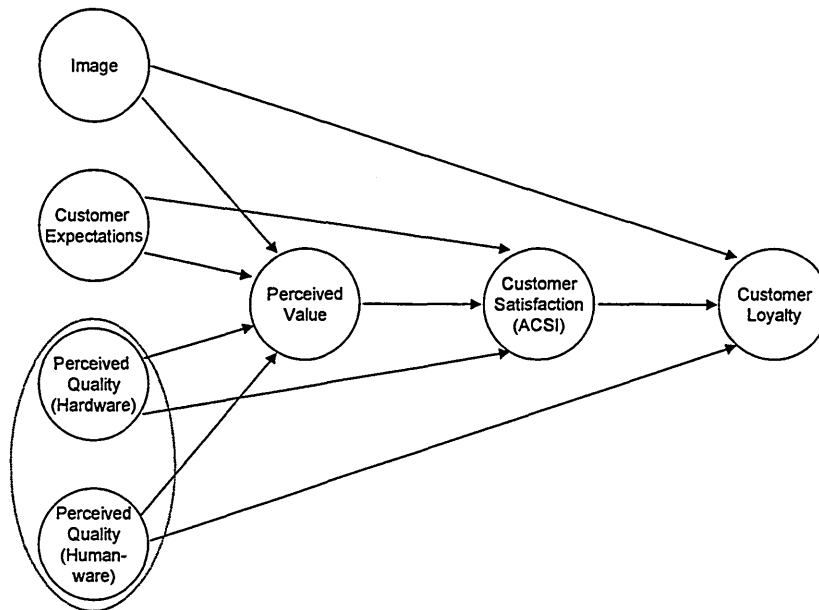 Image
Customer
Expectations
Perceived
Value
Customer
Satisfaction
(ACSI)
Customer
Loyalty
Perceived
Quality
(Hardware)
Perceived
Quality
(Human-
ware)